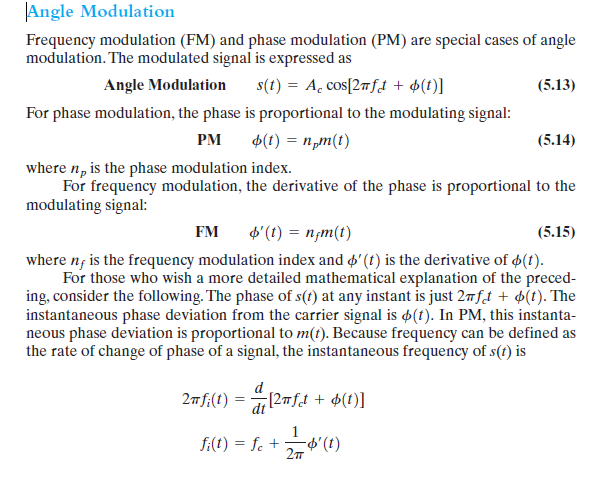 Angle Modulation
Frequency modulation (FM) and phase modulation (PM) are special cases of angle
modulation. The modulated signal is expressed as
Angle Modulation s(t) = A_c cos[2πf_ct + ϕ(t)] (5.13)
For phase modulation, the phase is proportional to the modulating signal:
PM ϕ(t) = n_pm(t) (5.14)
where n_p is the phase modulation index.
For frequency modulation, the derivative of the phase is proportional to the
modulating signal:
FM ϕ'(t) = n_fm(t) (5.15)
where n_f is the frequency modulation index and ϕ'(t) is the derivative of ϕ(t).
For those who wish a more detailed mathematical explanation of the preced-
ing, consider the following. The phase of s(t) at any instant is just 2πf_ct + ϕ(t). The
instantaneous phase deviation from the carrier signal is ϕ(t). In PM, this instanta-
neous phase deviation is proportional to m(t). Because frequency can be defined as
the rate of change of phase of a signal, the instantaneous frequency of s(t) is
2πf_i(t) = d/dt [2πf_ct + ϕ(t)]
f_i(t) = f_c + 1/2π ϕ'(t)